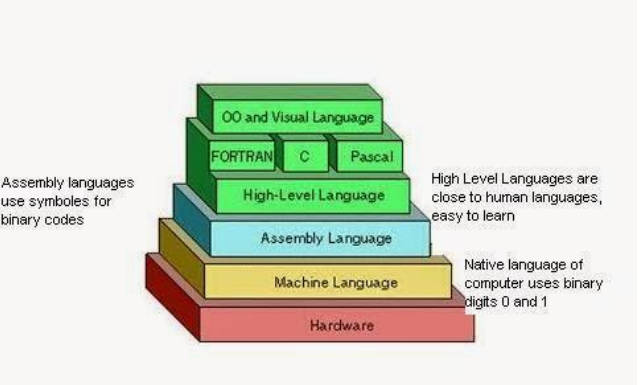 OO and Visual Language
FORTRAN C Pascal
High-Level Language
Assembly Language
Machine Language
Hardware
Assembly languages
use symboles for
binary codes
High Level Languages are
close to human languages,
easy to learn
Native language of
computer uses binary
digits 0 and 1